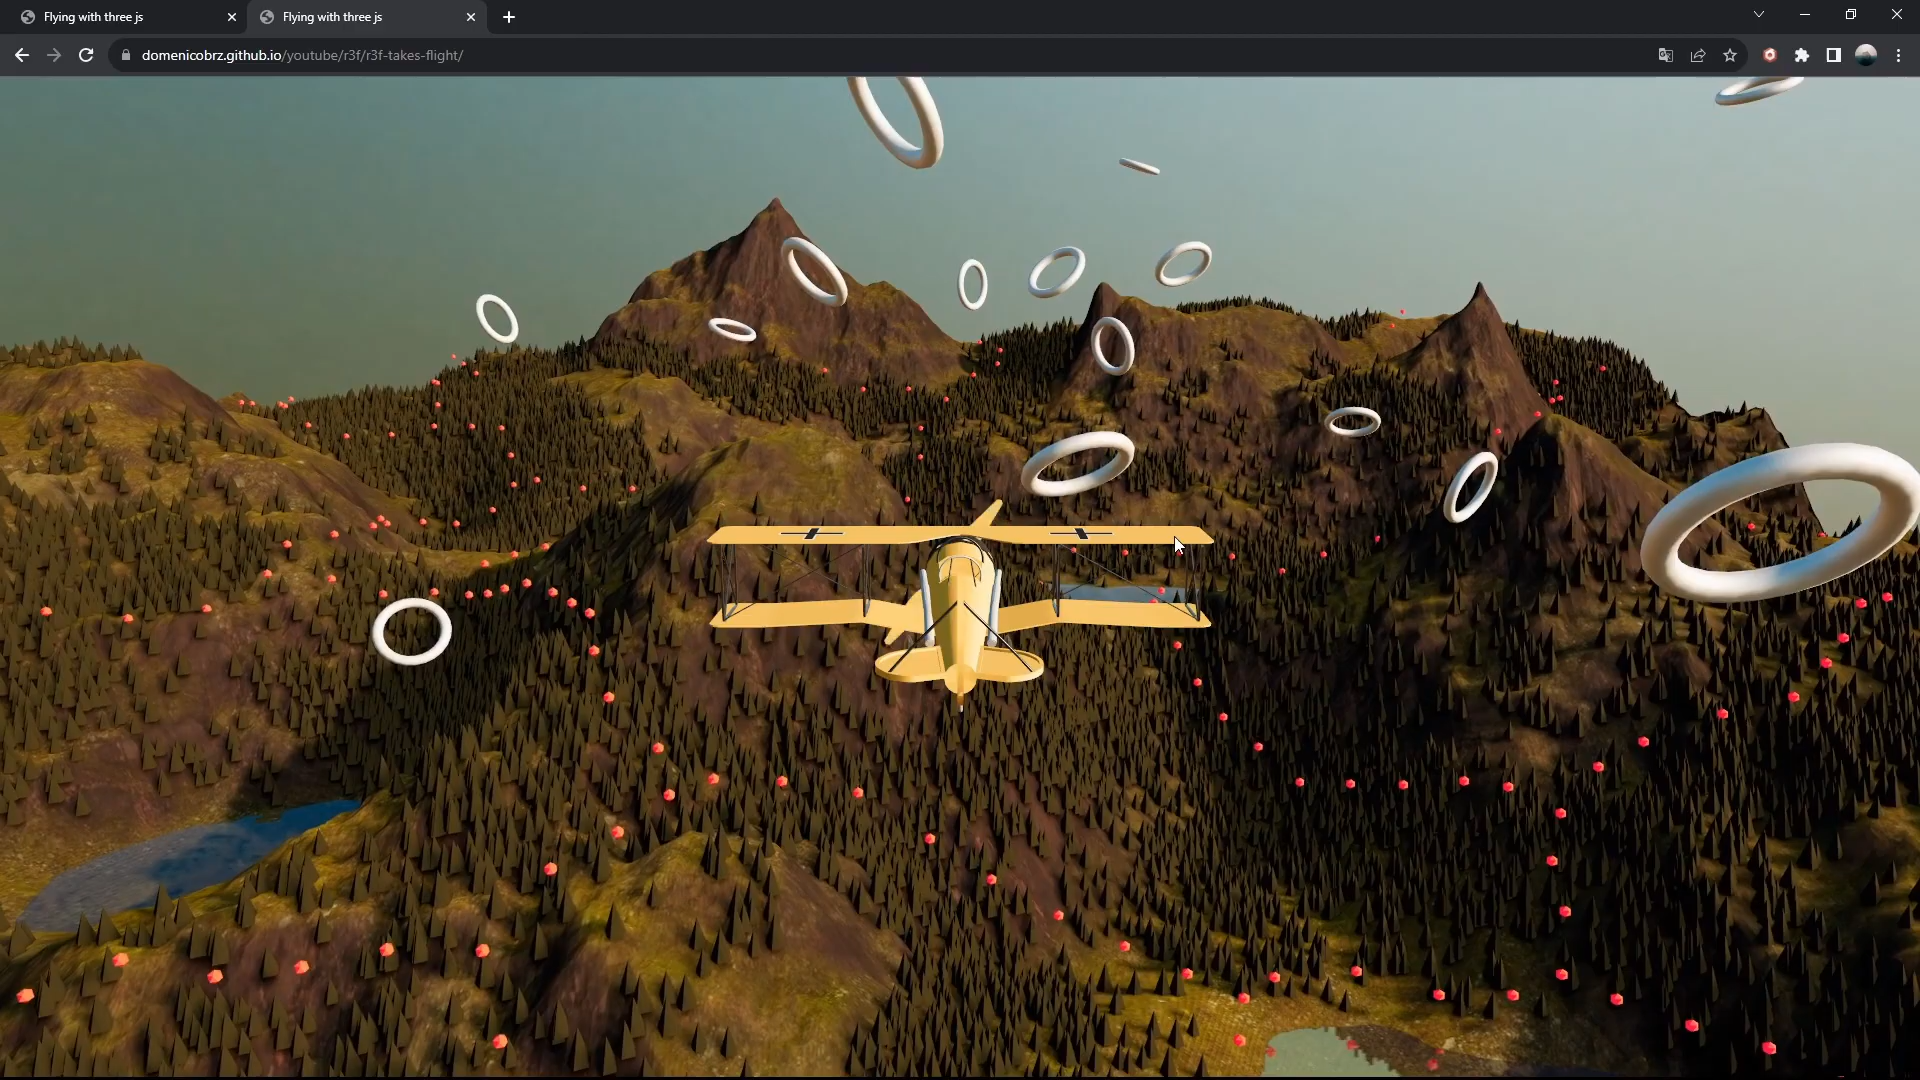 Flying with three js
Flying with three js
domenicobrz.github.io/youtube/r3f/r3f-takes-flight/